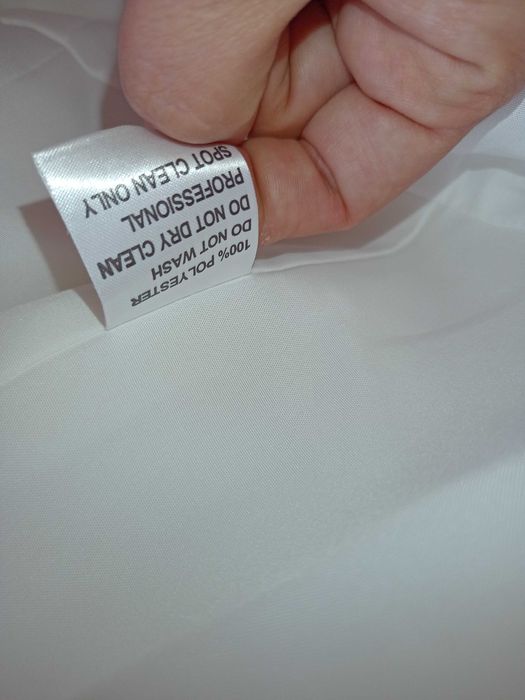 100% POLYESTER
DO NOT WASH
DO NOT DRY CLEAN
PROFESSIONAL
SPOT CLEAN ONLY